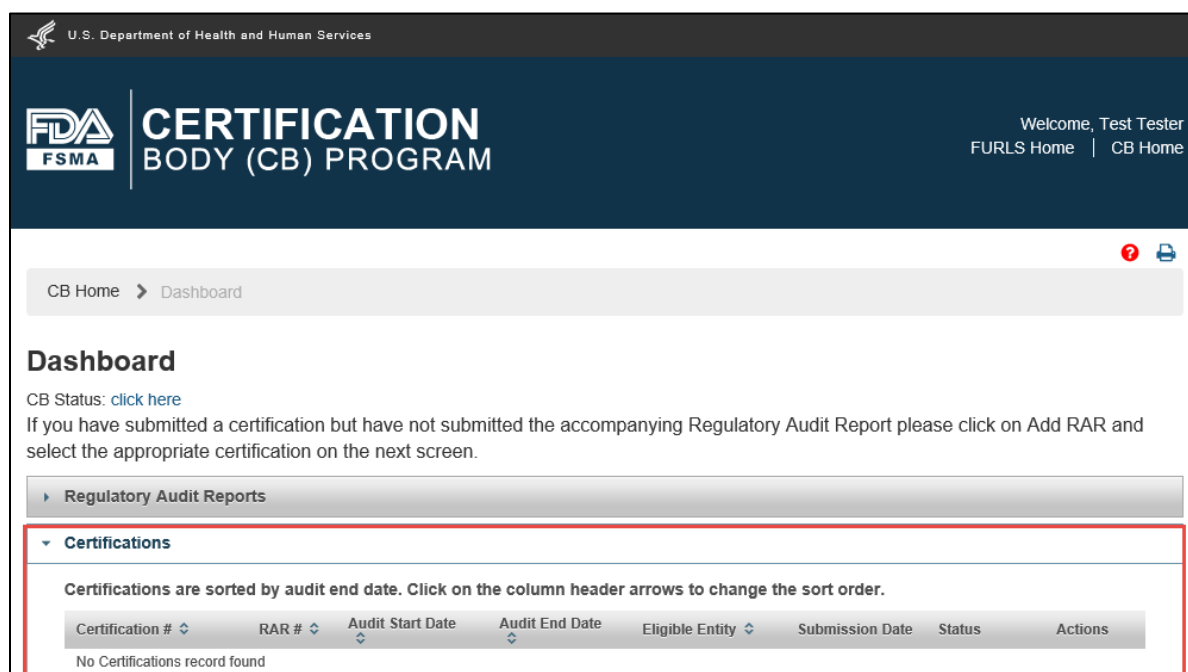 U.S. Department of Health and Human Services
FDA
FSMA
CERTIFICATION
BODY (CB) PROGRAM
Welcome, Test Tester
FURLS Home | CB Home
CB Home > Dashboard
Dashboard
CB Status: click here
If you have submitted a certification but have not submitted the accompanying Regulatory Audit Report please click on Add RAR and
select the appropriate certification on the next screen.
Regulatory Audit Reports
Certifications
Certifications are sorted by audit end date. Click on the column header arrows to change the sort order.
Certification # RAR # Audit Start Date Audit End Date Eligible Entity Submission Date Status Actions
No Certifications record found